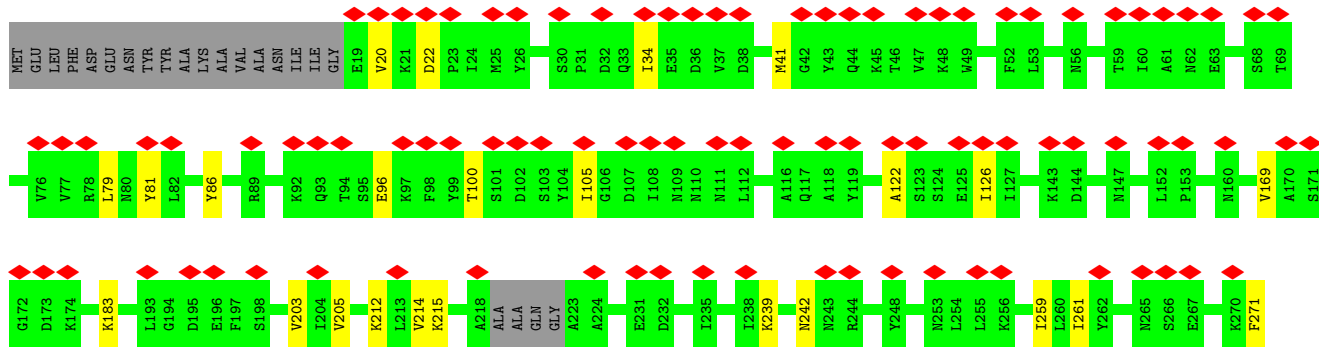 MET GLU LEU PHE ASP GLU ASN TYR TYR ALA LYS ALA VAL ALA ASN ILE ILE GLY E19 V20 K21 D22 P23 I24 M25 Y26 S30 P31 D32 Q33 I34 E35 D36 V37 D38 M41 G42 Y43 Q44 K45 T46 V47 K48 W49 F52 L53 N56 T59 I60 A61 N62 E63 S68 T69
V76 V77 R78 L79 N80 Y81 L82 Y86 R89 K92 Q93 T94 S95 E96 K97 F98 Y99 T100 S101 D102 S103 Y104 I105 G106 D107 I108 N109 N110 N111 L112 A116 Q117 A118 Y119 A122 S123 S124 E125 I126 I127 K143 D144 N147 L152 P153 N160 V169 A170 S171
G172 D173 K174 K183 L193 G194 D195 E196 F197 S198 V203 I204 V205 K212 L213 V214 K215 A218 ALA ALA GLN GLY A223 A224 E231 D232 I235 I238 K239 N242 N243 R244 Y248 N253 L254 L255 K256 I259 L260 I261 Y262 N265 S266 E267 K270 F271